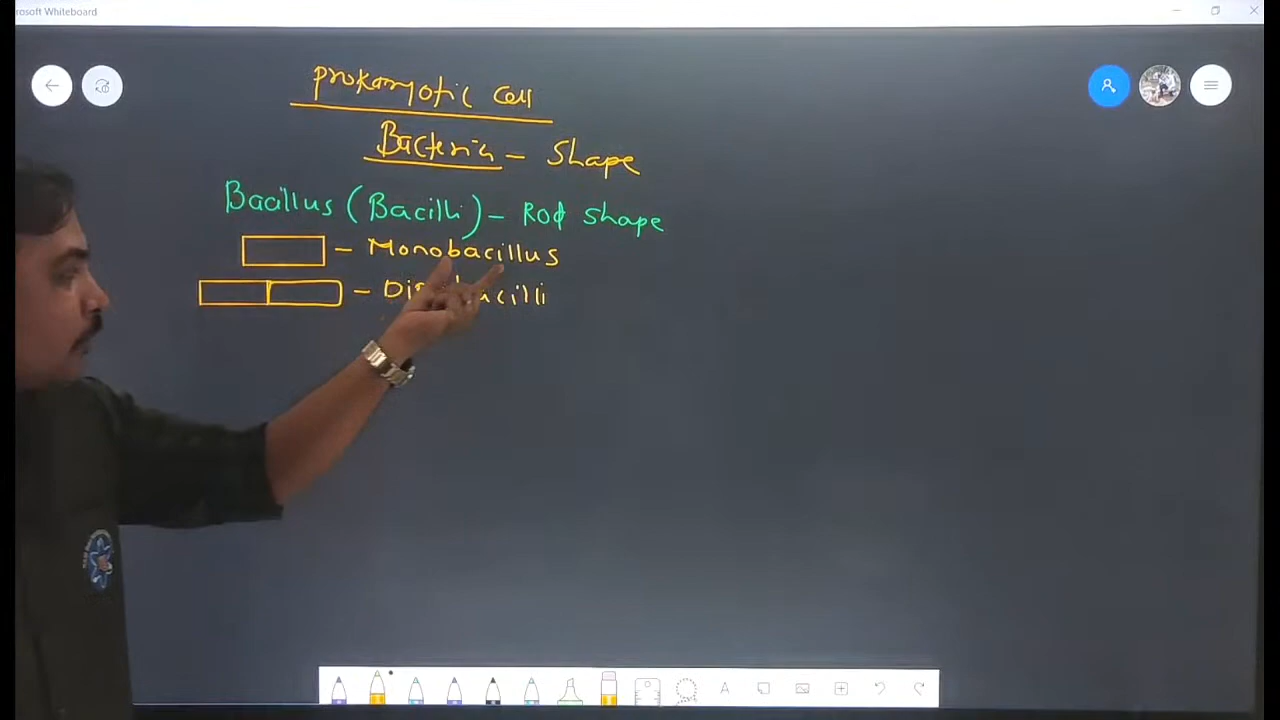 rosoft Whiteboard
Prokaryotic cell
Bacteria - Shape
Bacillus (Bacilli) - Rod shape
- Monobacillus
-
A